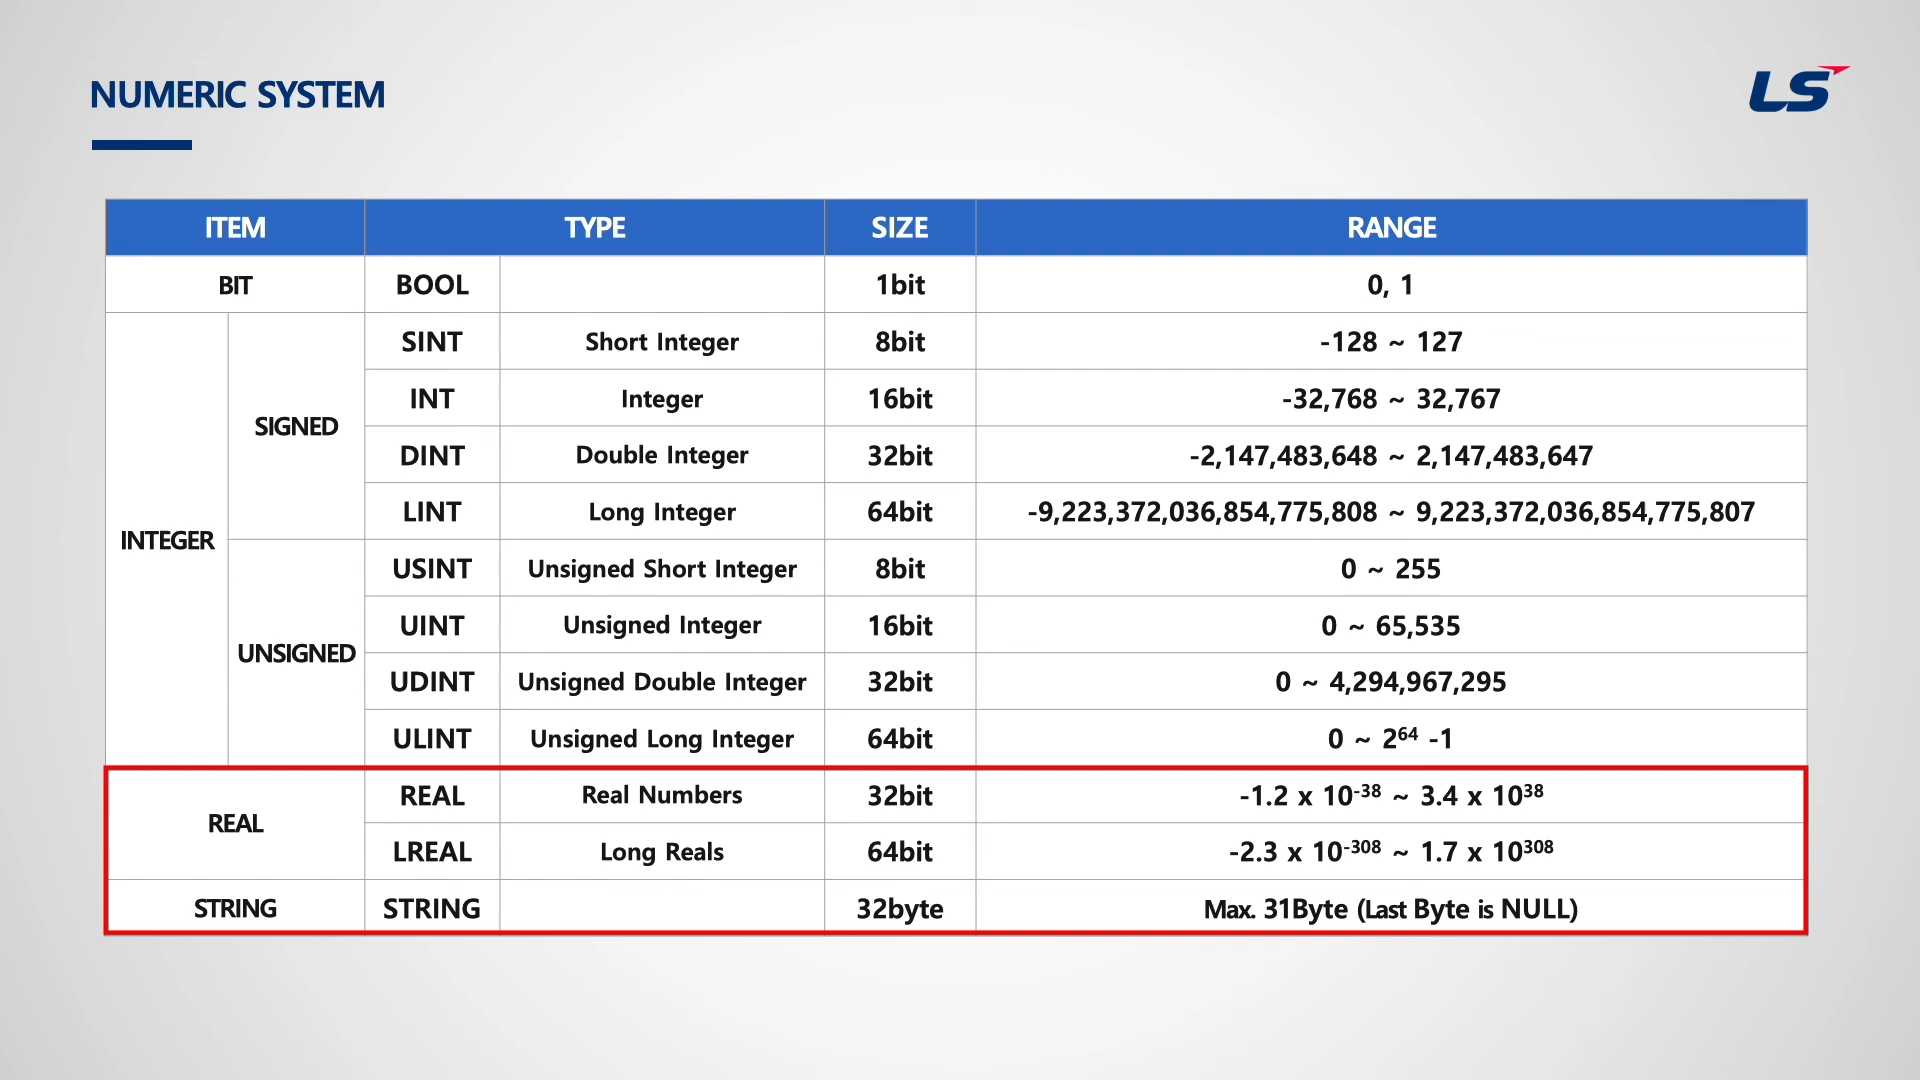 NUMERIC SYSTEM
LS
ITEM TYPE SIZE RANGE
BIT BOOL 1bit 0, 1
INTEGER SIGNED SINT Short Integer 8bit -128 ~ 127
INT Integer 16bit -32,768 ~ 32,767
DINT Double Integer 32bit -2,147,483,648 ~ 2,147,483,647
LINT Long Integer 64bit -9,223,372,036,854,775,808 ~ 9,223,372,036,854,775,807
UNSIGNED USINT Unsigned Short Integer 8bit 0 ~ 255
UINT Unsigned Integer 16bit 0 ~ 65,535
UDINT Unsigned Double Integer 32bit 0 ~ 4,294,967,295
ULINT Unsigned Long Integer 64bit 0 ~ 2⁶⁴ -1
REAL REAL Real Numbers 32bit -1.2 x 10⁻³⁸ ~ 3.4 x 10³⁸
LREAL Long Reals 64bit -2.3 x 10⁻³⁰⁸ ~ 1.7 x 10³⁰⁸
STRING STRING 32byte Max. 31Byte (Last Byte is NULL)